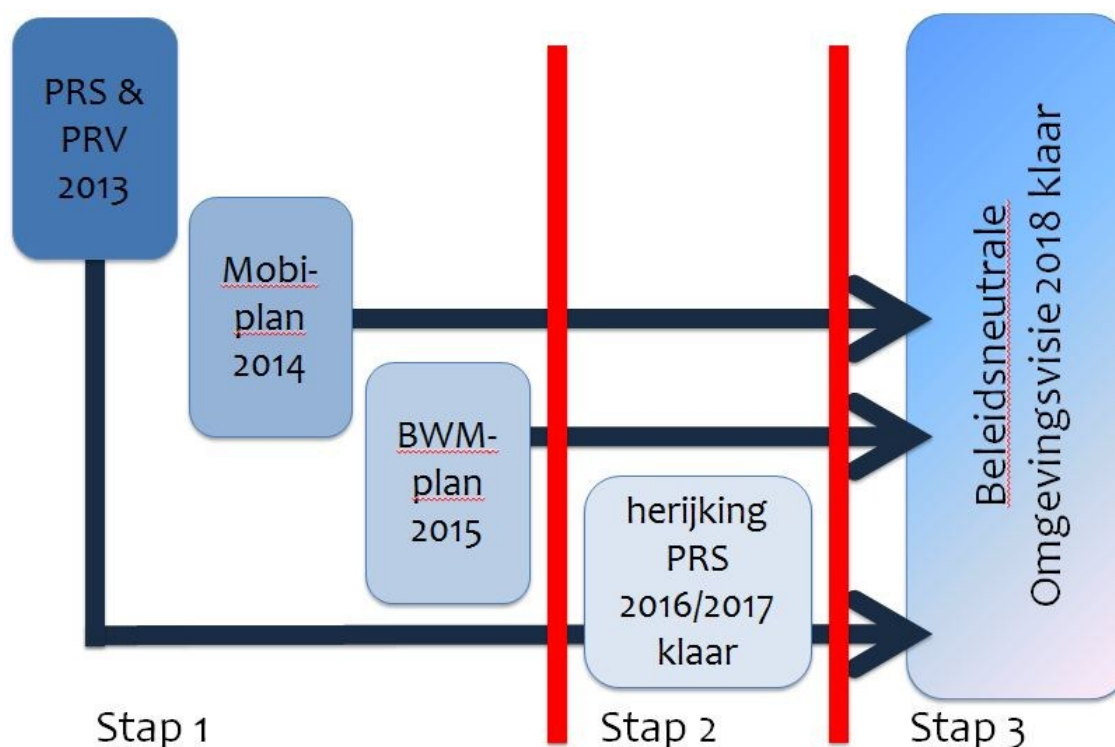 PRS &
PRV
2013
Mobi-
plan
2014
BWM-
plan
2015
herijking
PRS
2016/2017
klaar
Beleidsneutrale
Omgevingsvisie 2018 klaar
Stap 1
Stap 2
Stap 3